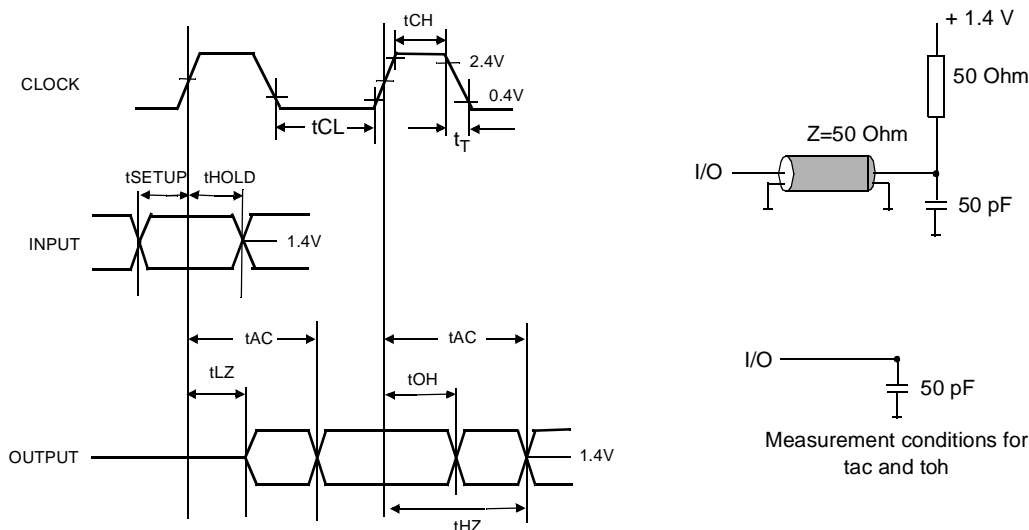 tCH
2.4V
CLOCK
0.4V
tCL
tT
tSETUP
tHOLD
INPUT
1.4V
tAC
tAC
tLZ
tOH
OUTPUT
1.4V
tHZ
+ 1.4 V
50 Ohm
Z=50 Ohm
I/O
50 pF
I/O
50 pF
Measurement conditions for
tac and toh